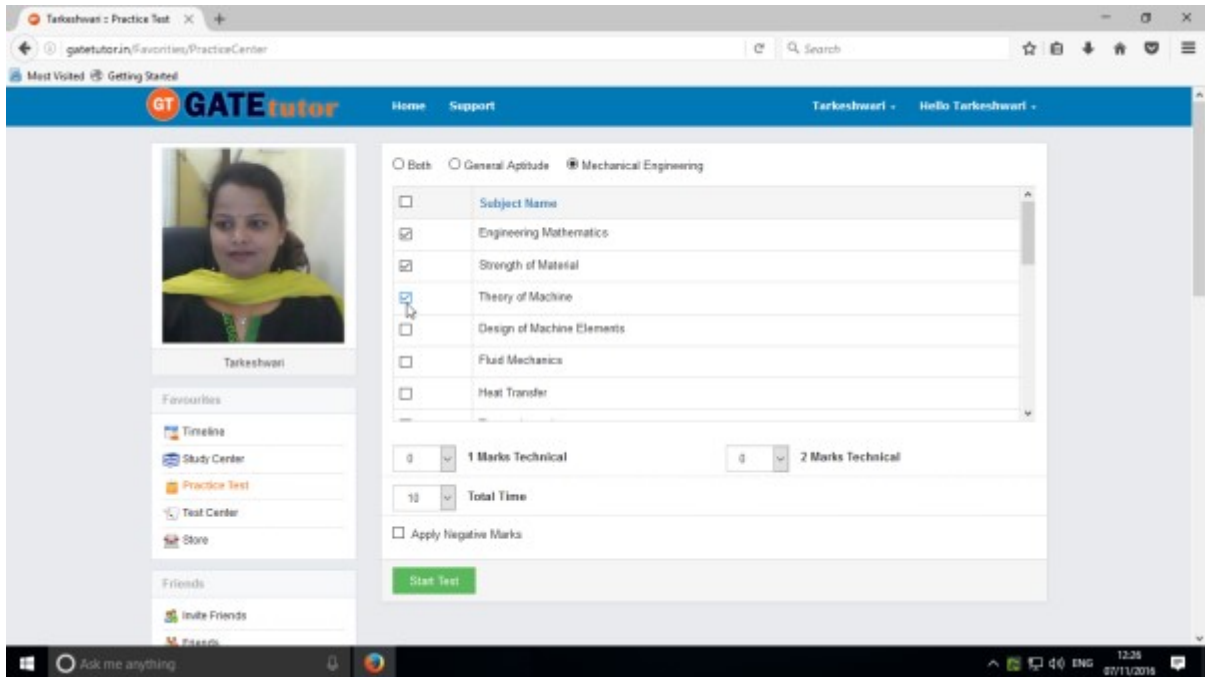 Tarkeshwari :: Practice Test
gatetutor.in/Favorities/PracticeCenter
Search
Most Visited Getting Started
GT GATEtutor Home Support Tarkeshwari Hello Tarkeshwari
Both General Aptitude Mechanical Engineering
Subject Name
Engineering Mathematics
Strength of Material
Theory of Machine
Design of Machine Elements
Fluid Mechanics
Heat Transfer
Tarkeshwari
Favourites
Timeline
Study Center
Practice Test
Test Center
Store
Friends
Invite Friends
Friends
0 1 Marks Technical 0 2 Marks Technical
10 Total Time
Apply Negative Marks
Start Test
Ask me anything
ENG
12:26
07/11/2016